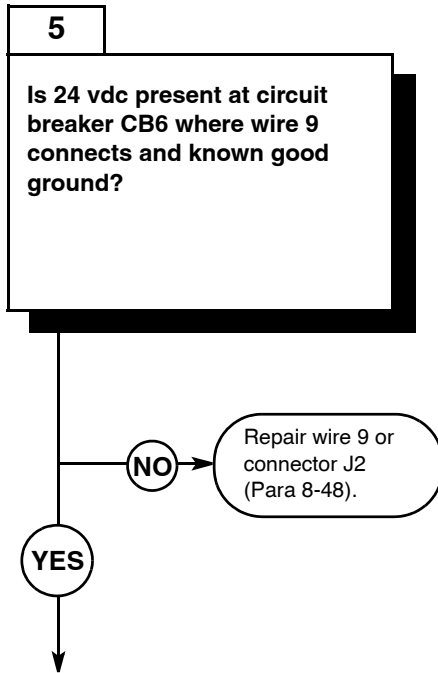 5
Is 24 vdc present at circuit
breaker CB6 where wire 9
connects and known good
ground?
NO
Repair wire 9 or
connector J2
(Para 8-48).
YES